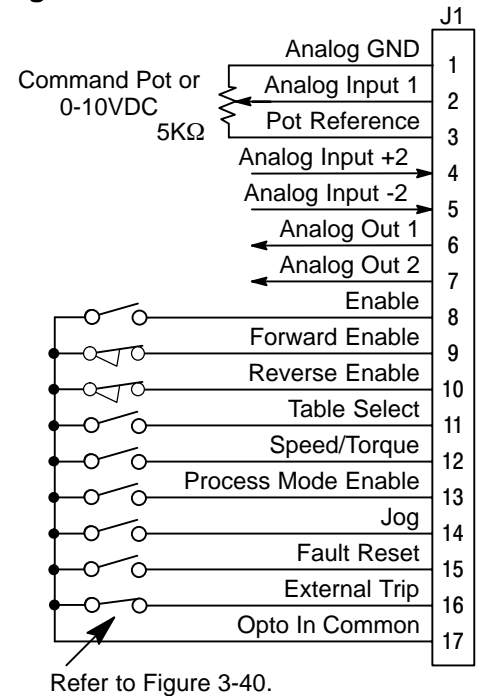 J1
Analog GND 1
Command Pot or
0-10VDC
Analog Input 1 2
5KΩ
Pot Reference 3
Analog Input +2 4
Analog Input -2 5
Analog Out 1 6
Analog Out 2 7
Enable 8
Forward Enable 9
Reverse Enable 10
Table Select 11
Speed/Torque 12
Process Mode Enable 13
Jog 14
Fault Reset 15
External Trip 16
Opto In Common 17
Refer to Figure 3-40.